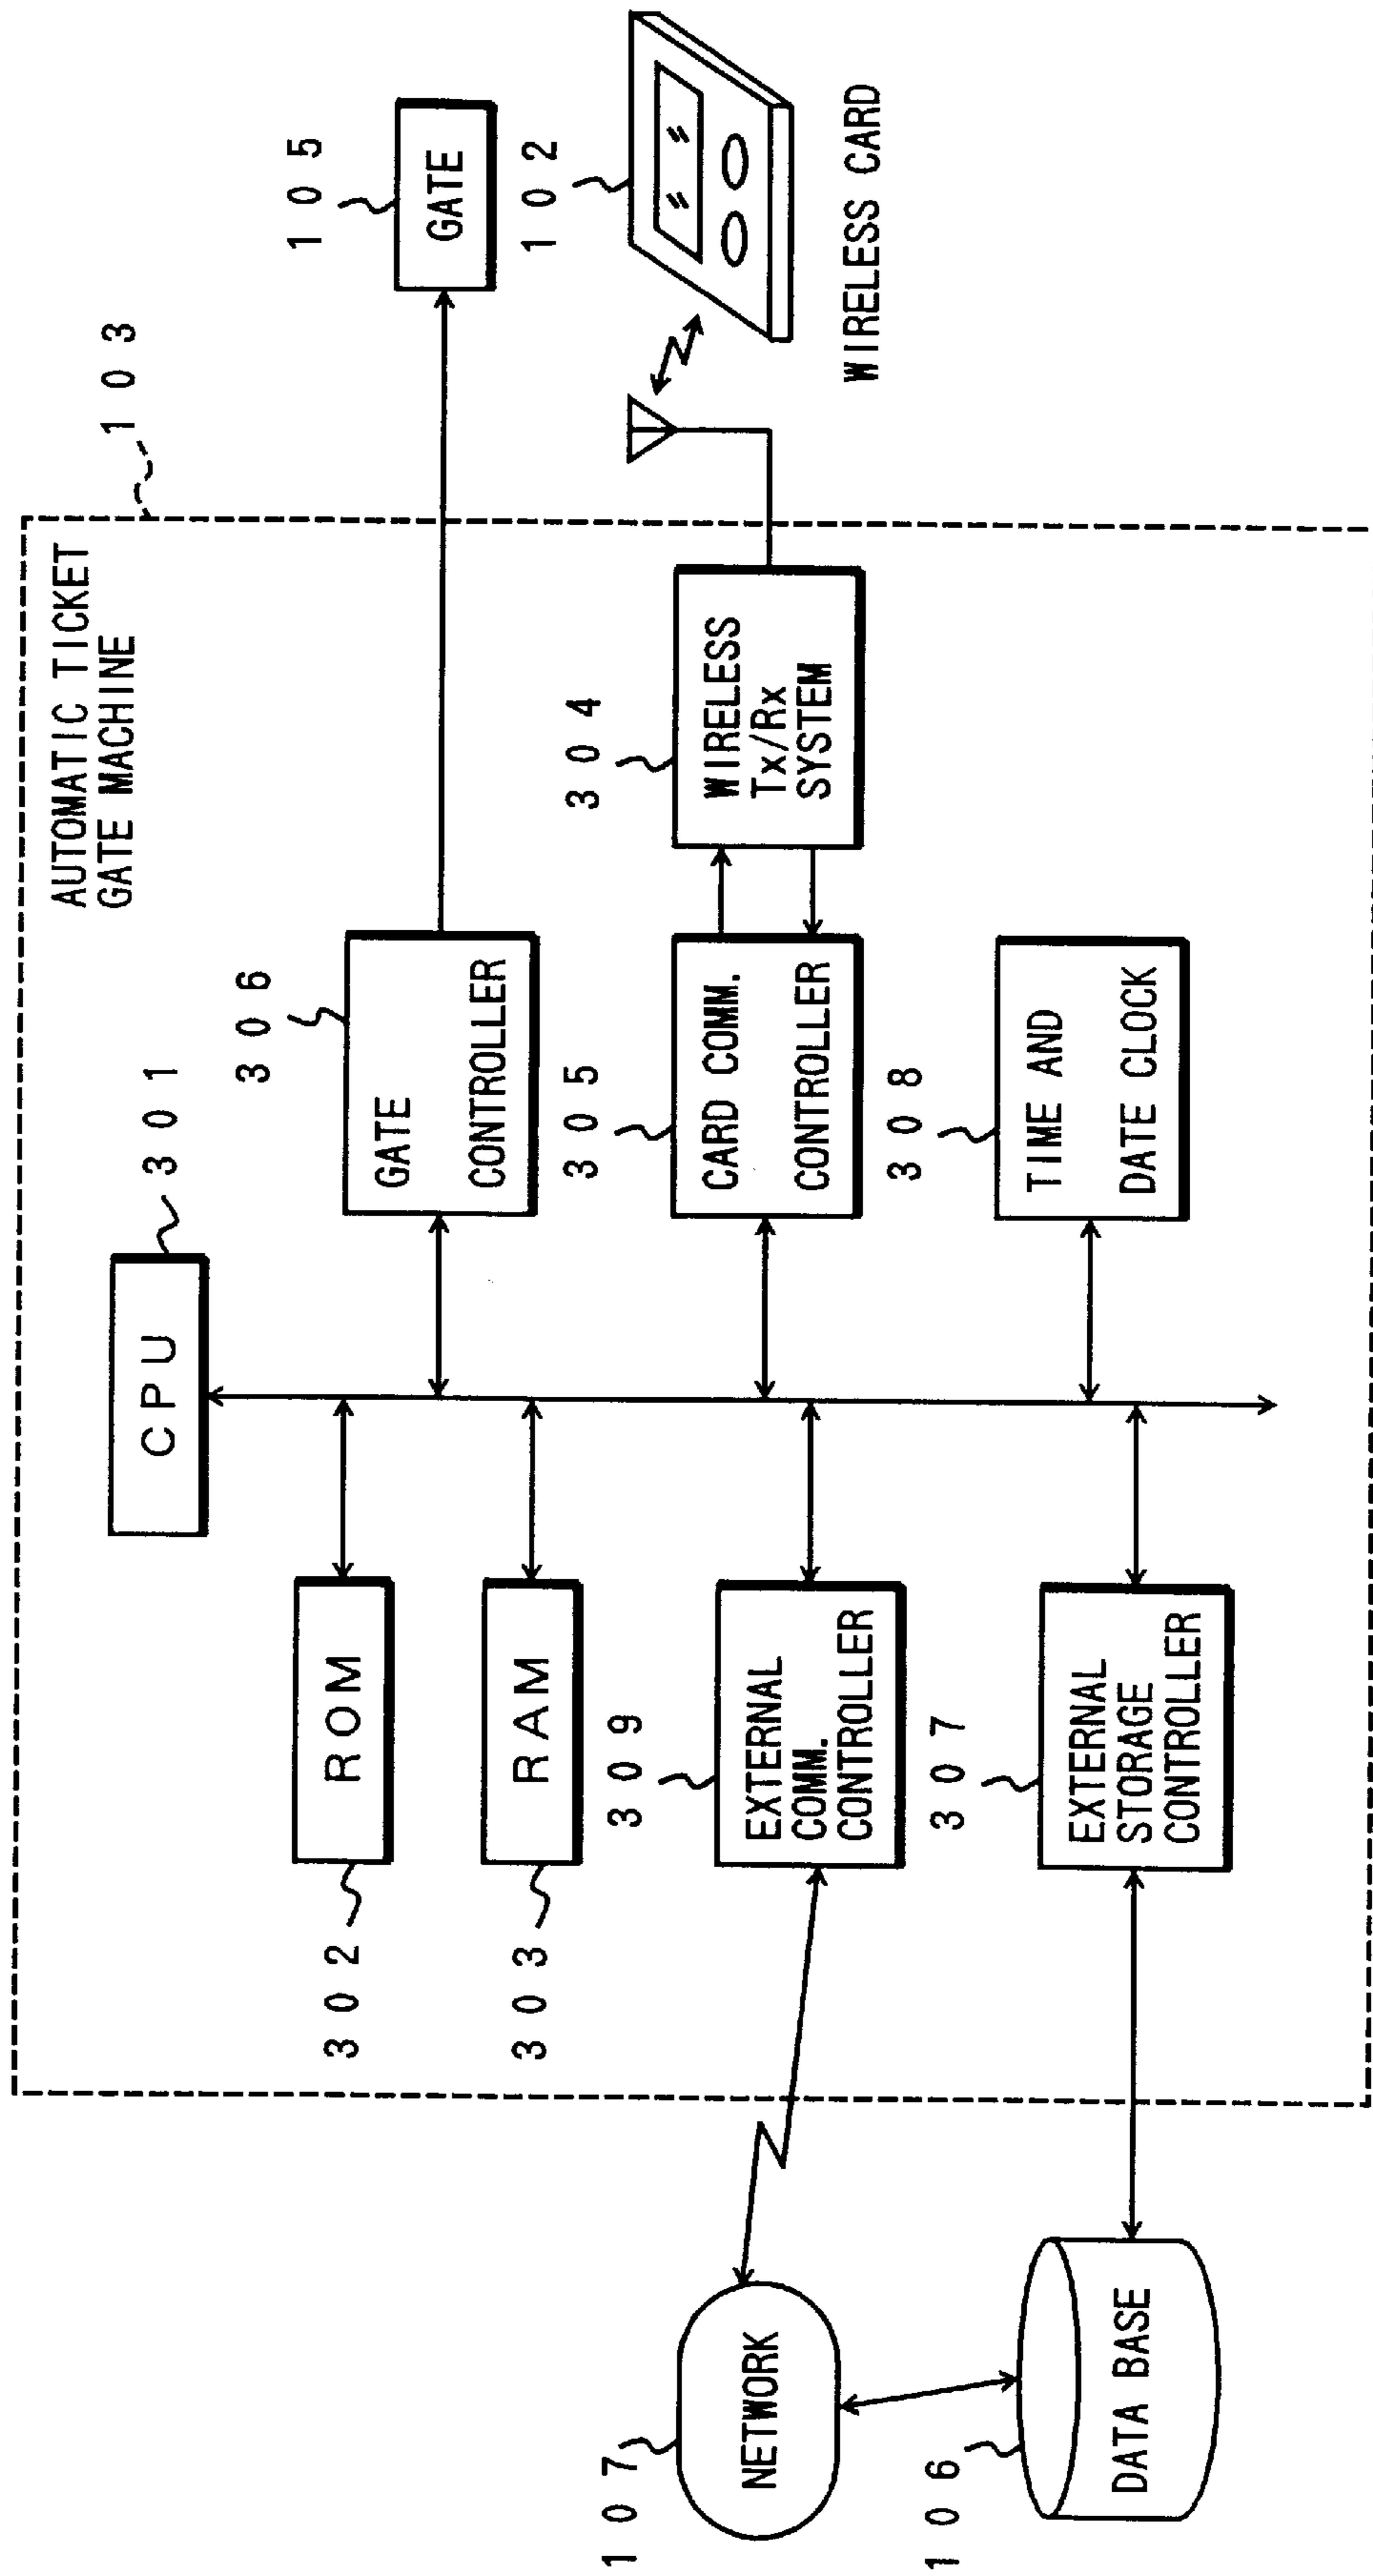 AUTOMATIC TICKET
GATE MACHINE
103
CPU
301
ROM
302
RAM
303
GATE
CONTROLLER
306
GATE
105
102
WIRELESS CARD
CARD COMM.
CONTROLLER
305
WIRELESS
Tx/Rx
SYSTEM
304
EXTERNAL
COMM.
CONTROLLER
309
TIME AND
DATE CLOCK
308
EXTERNAL
STORAGE
CONTROLLER
307
NETWORK
107
DATA BASE
106